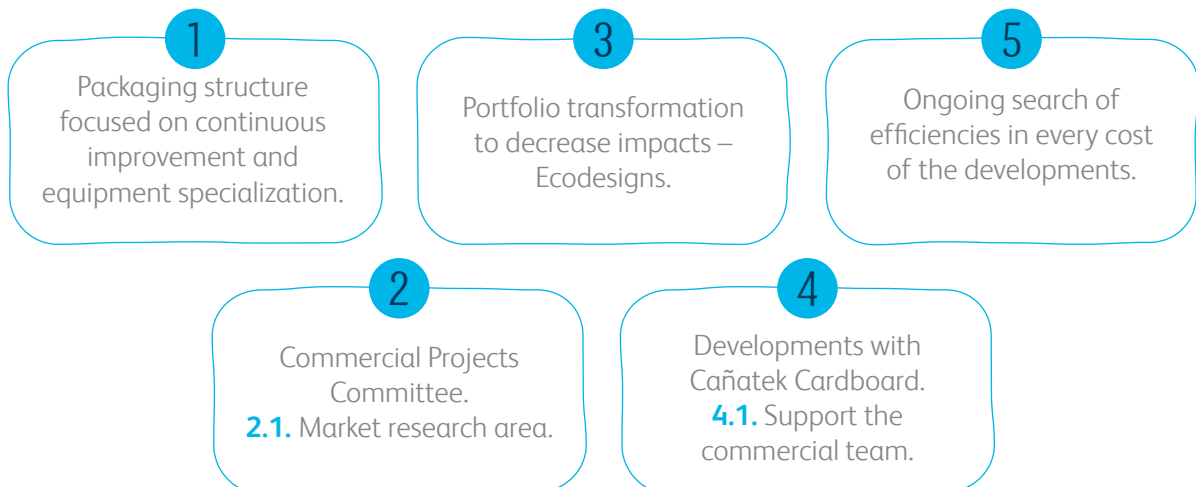 1
Packaging structure
focused on continuous
improvement and
equipment specialization.
2
Commercial Projects
Committee.
2.1. Market research area.
3
Portfolio transformation
to decrease impacts –
Ecodesigns.
4
Developments with
Cañatek Cardboard.
4.1. Support the
commercial team.
5
Ongoing search of
efficiencies in every cost
of the developments.